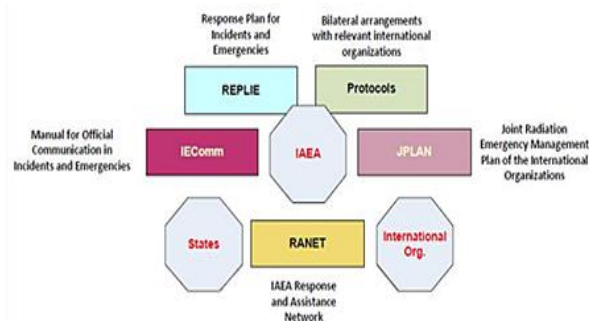 Response Plan for
Incidents and
Emergencies
Bilateral arrangements
with relevant international
organizations
REPLIE
Protocols
Manual for Official
Communication in
Incidents and Emergencies
IEComm
IAEA
JPLAN
Joint Radiation
Emergency Management
Plan of the International
Organizations
States
RANET
International
Org.
IAEA Response
and Assistance
Network